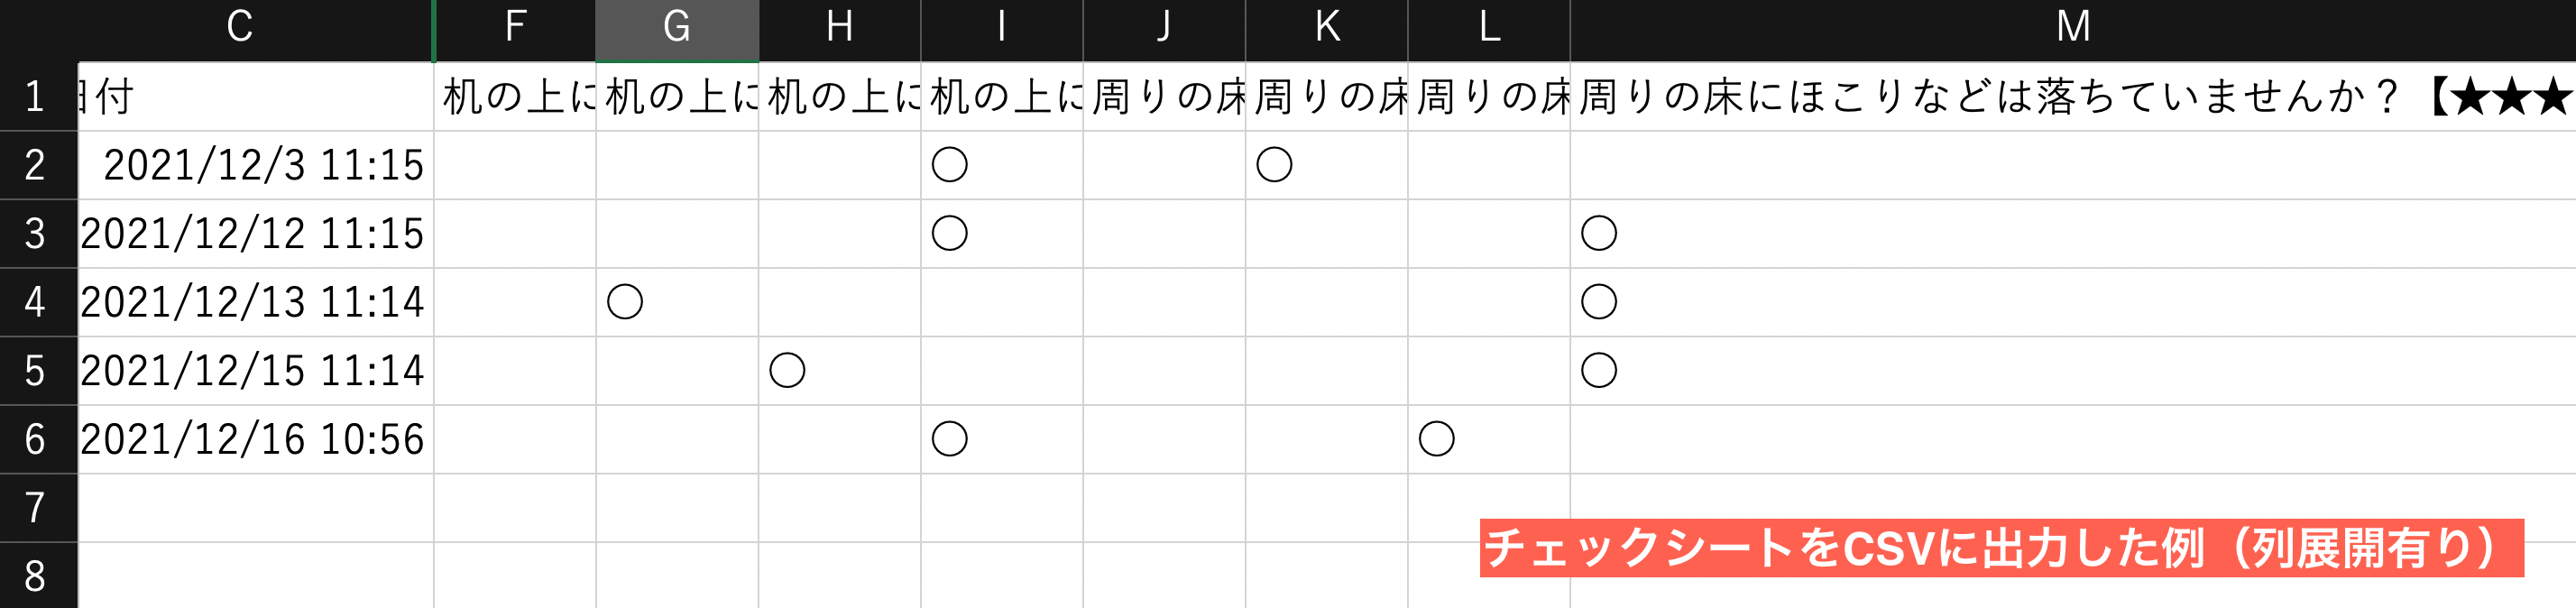 C F G H I J K L M
1 日付 机の上に 机の上に 机の上に 机の上に 周りの床 周りの床 周りの床 周りの床にほこりなどは落ちていませんか？【★★★
2 2021/12/3 11:15 ○ ○
3 2021/12/12 11:15 ○ ○
4 2021/12/13 11:14 ○ ○
5 2021/12/15 11:14 ○ ○
6 2021/12/16 10:56 ○ ○
7
チェックシートをCSVに出力した例（列展開有り）
8